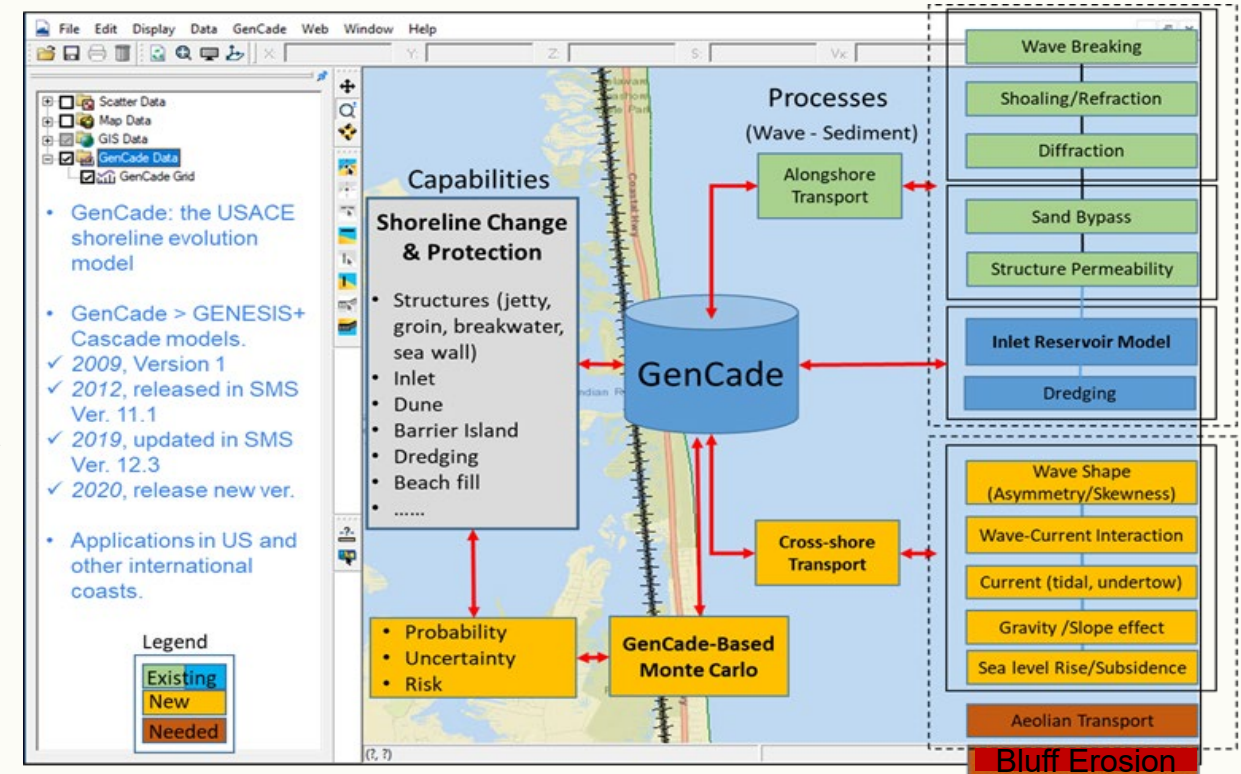 File Edit Display Data GenCade Web Window Help
X: Y: Z: S: Vx:
Scatter Data
Map Data
GIS Data
GenCade Data
GenCade Grid
• GenCade: the USACE
shoreline evolution
model
• GenCade > GENESIS+
Cascade models.
✓ 2009, Version 1
✓ 2012, released in SMS
Ver. 11.1
✓ 2019, updated in SMS
Ver. 12.3
✓ 2020, release new ver.
• Applications in US and
other international
coasts.
Legend
Existing
New
Needed
Capabilities
Shoreline Change
& Protection
• Structures (jetty,
groin, breakwater,
sea wall)
• Inlet
• Dune
• Barrier Island
• Dredging
• Beach fill
• ......
• Probability
• Uncertainty
• Risk
GenCade-Based
Monte Carlo
GenCade
Coastal Hwy
Processes
(Wave - Sediment)
Alongshore
Transport
Cross-shore
Transport
Wave Breaking
Shoaling/Refraction
Diffraction
Sand Bypass
Structure Permeability
Inlet Reservoir Model
Dredging
Wave Shape
(Asymmetry/Skewness)
Wave-Current Interaction
Current (tidal, undertow)
Gravity /Slope effect
Sea level Rise/Subsidence
Aeolian Transport
Bluff Erosion
(?, ?)